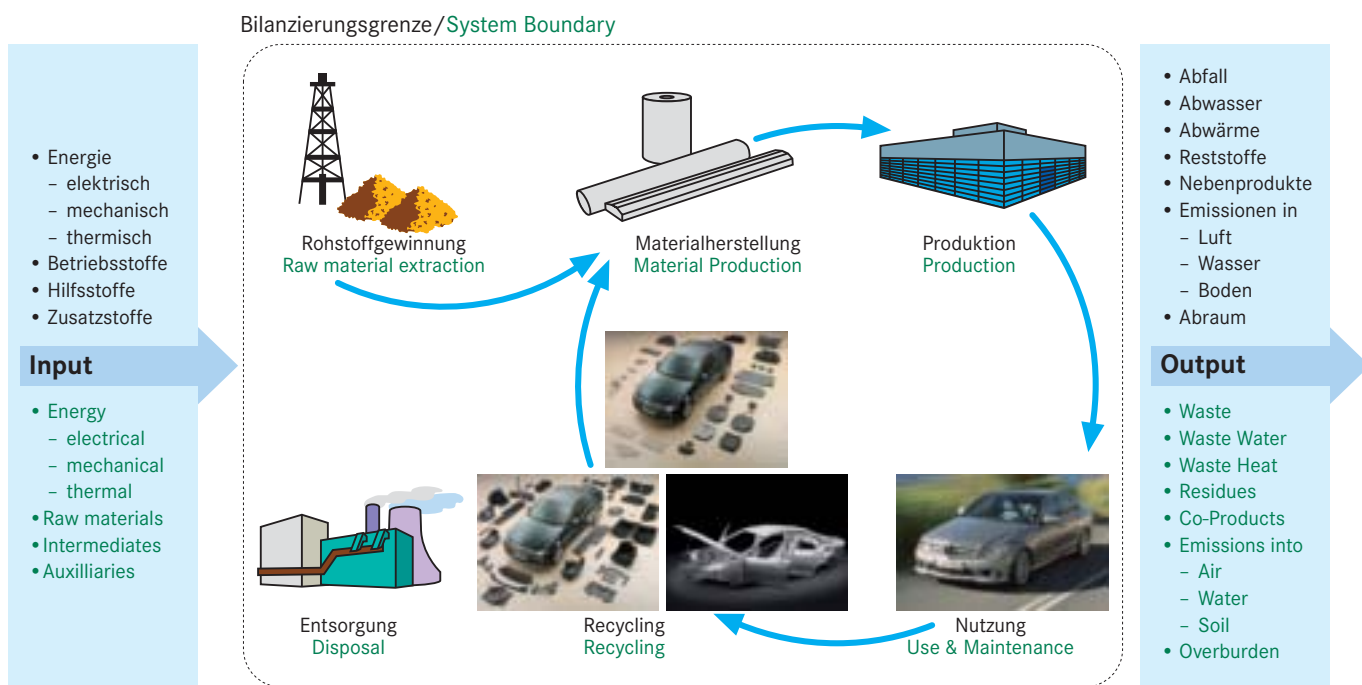 Bilanzierungsgrenze/System Boundary
• Energie
– elektrisch
– mechanisch
– thermisch
• Betriebsstoffe
• Hilfsstoffe
• Zusatzstoffe
Input
• Energy
– electrical
– mechanical
– thermal
• Raw materials
• Intermediates
• Auxilliaries
Rohstoffgewinnung
Raw material extraction
Materialherstellung
Material Production
Produktion
Production
Entsorgung
Disposal
Recycling
Recycling
Nutzung
Use & Maintenance
• Abfall
• Abwasser
• Abwärme
• Reststoffe
• Nebenprodukte
• Emissionen in
– Luft
– Wasser
– Boden
• Abraum
Output
• Waste
• Waste Water
• Waste Heat
• Residues
• Co-Products
• Emissions into
– Air
– Water
– Soil
• Overburden